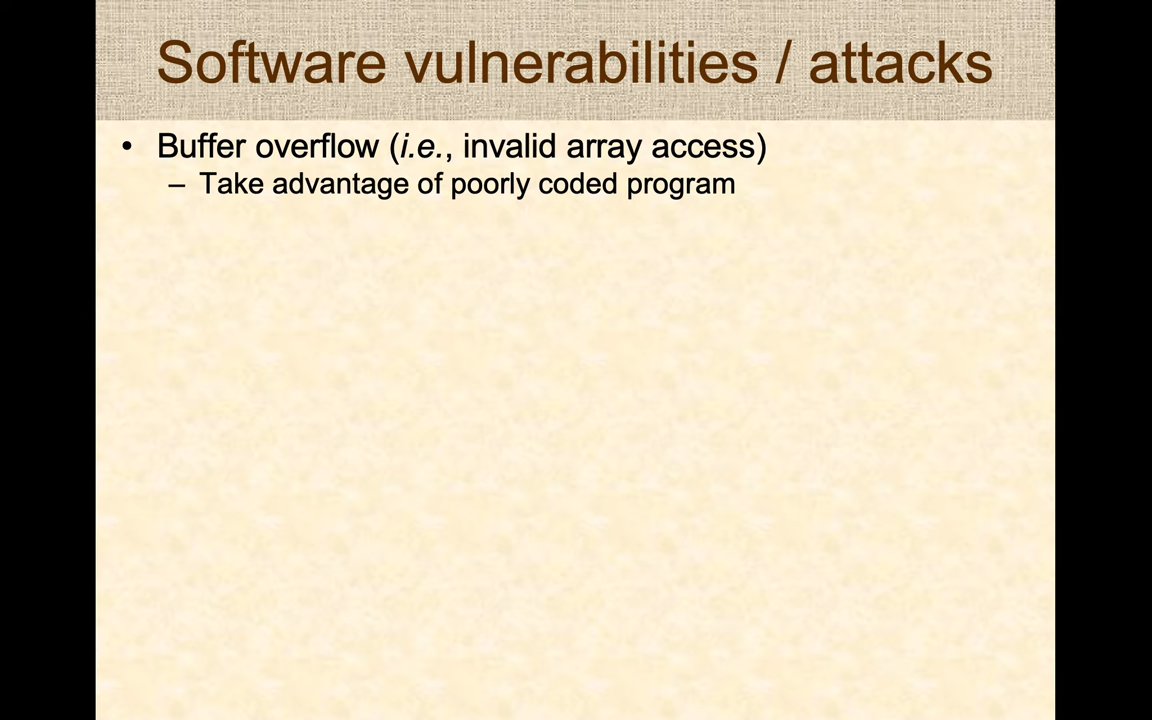 Software vulnerabilities / attacks
• Buffer overflow (i.e., invalid array access)
– Take advantage of poorly coded program